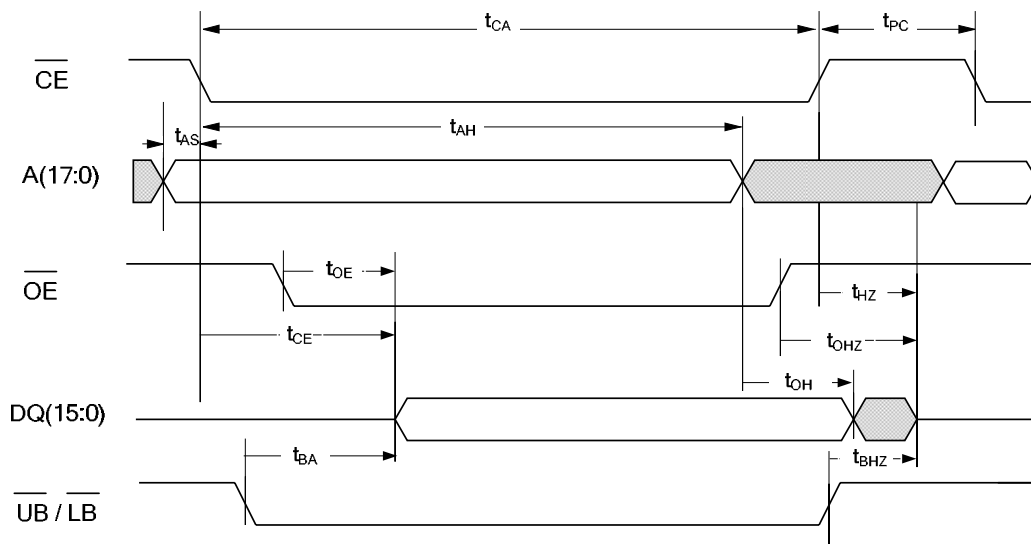 tCA
tPC
CE
tAH
tAS
A(17:0)
tOE
OE
tHZ
tCE
tOHZ
tOH
DQ(15:0)
tBA
tBHZ
UB / LB